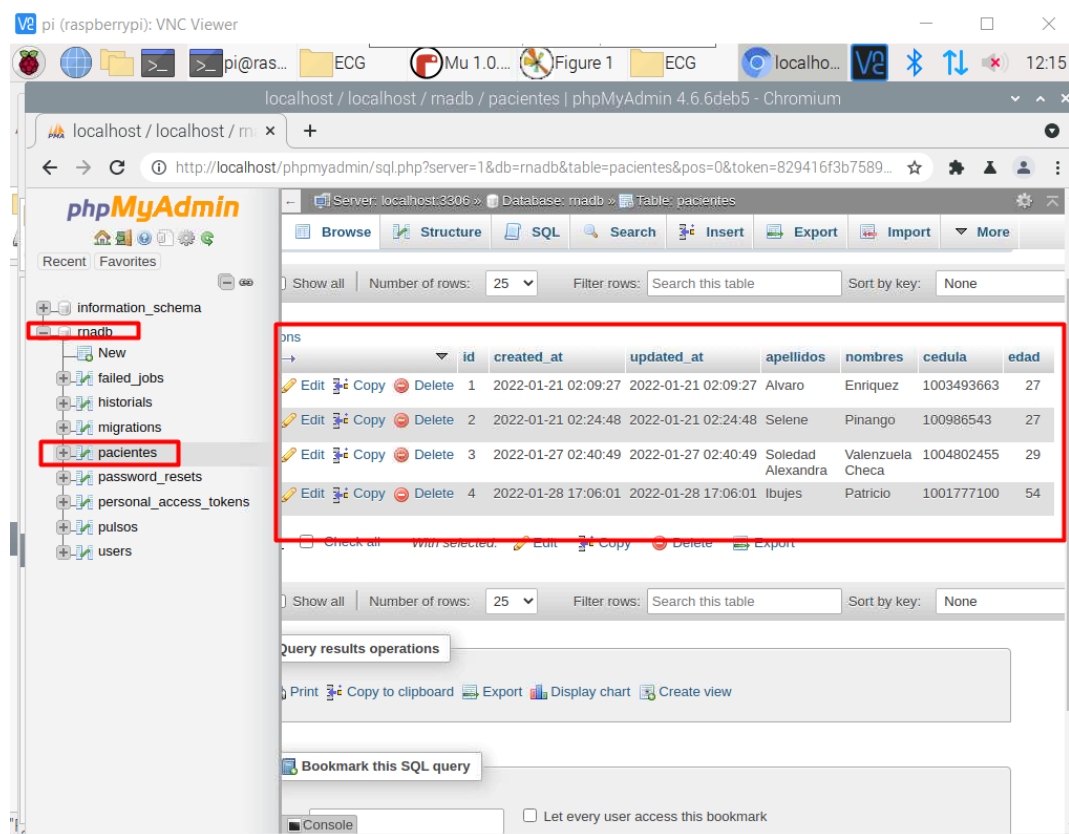 pi (raspberrypi): VNC Viewer
pi@ras... ECG Mu 1.0.... Figure 1 ECG localho... 12:15
localhost / localhost / rnadb / pacientes | phpMyAdmin 4.6.6deb5 - Chromium
localhost / localhost / rn
http://localhost/phpmyadmin/sql.php?server=1&db=rnadb&table=pacientes&pos=0&token=829416f3b7589...
phpMyAdmin
Recent Favorites
information_schema
rnadb
New
failed_jobs
historials
migrations
pacientes
password_resets
personal_access_tokens
pulsos
users
Server: localhost:3306 » Database: rnadb » Table: pacientes
Browse Structure SQL Search Insert Export Import More
Show all Number of rows: 25 Filter rows: Search this table Sort by key: None
ons
id created_at updated_at apellidos nombres cedula edad
Edit Copy Delete 1 2022-01-21 02:09:27 2022-01-21 02:09:27 Alvaro Enriquez 1003493663 27
Edit Copy Delete 2 2022-01-21 02:24:48 2022-01-21 02:24:48 Selene Pinango 100986543 27
Edit Copy Delete 3 2022-01-27 02:40:49 2022-01-27 02:40:49 Soledad Valenzuela 1004802455 29
Alexandra Checa
Edit Copy Delete 4 2022-01-28 17:06:01 2022-01-28 17:06:01 Ibujes Patricio 1001777100 54
Check all With selected: Edit Copy Delete Export
Show all Number of rows: 25 Filter rows: Search this table Sort by key: None
Query results operations
Print Copy to clipboard Export Display chart Create view
Bookmark this SQL query
Let every user access this bookmark
Console